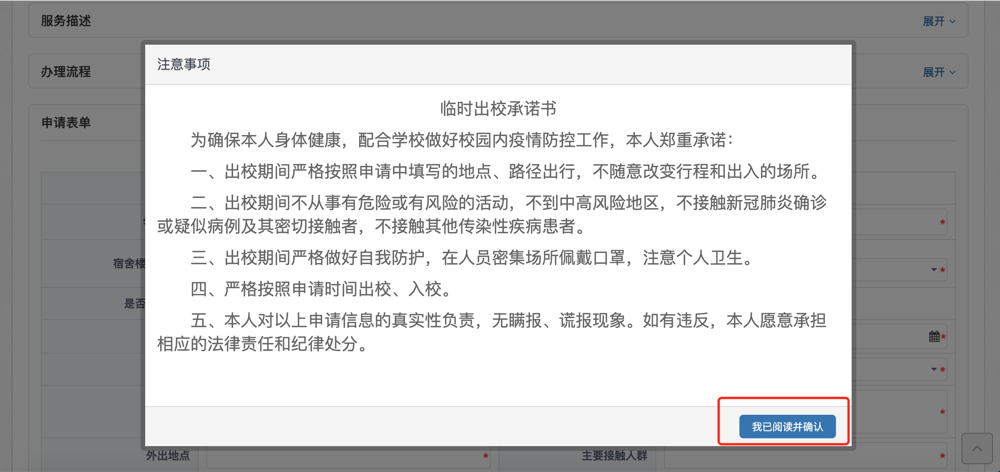 服务描述
展开
办理流程
展开
申请表单
注意事项
临时出校承诺书
为确保本人身体健康，配合学校做好校园内疫情防控工作，本人郑重承诺：
一、出校期间严格按照申请中填写的地点、路径出行，不随意改变行程和出入的场所。
二、出校期间不从事有危险或有风险的活动，不到中高风险地区，不接触新冠肺炎确诊
或疑似病例及其密切接触者，不接触其他传染性疾病患者。
三、出校期间严格做好自我防护，在人员密集场所佩戴口罩，注意个人卫生。
四、严格按照申请时间出校、入校。
五、本人对以上申请信息的真实性负责，无瞒报、谎报现象。如有违反，本人愿意承担
相应的法律责任和纪律处分。
我已阅读并确认
*
宿舍楼
*
是否
*
*
*
外出地点
*
主要接触人群
*